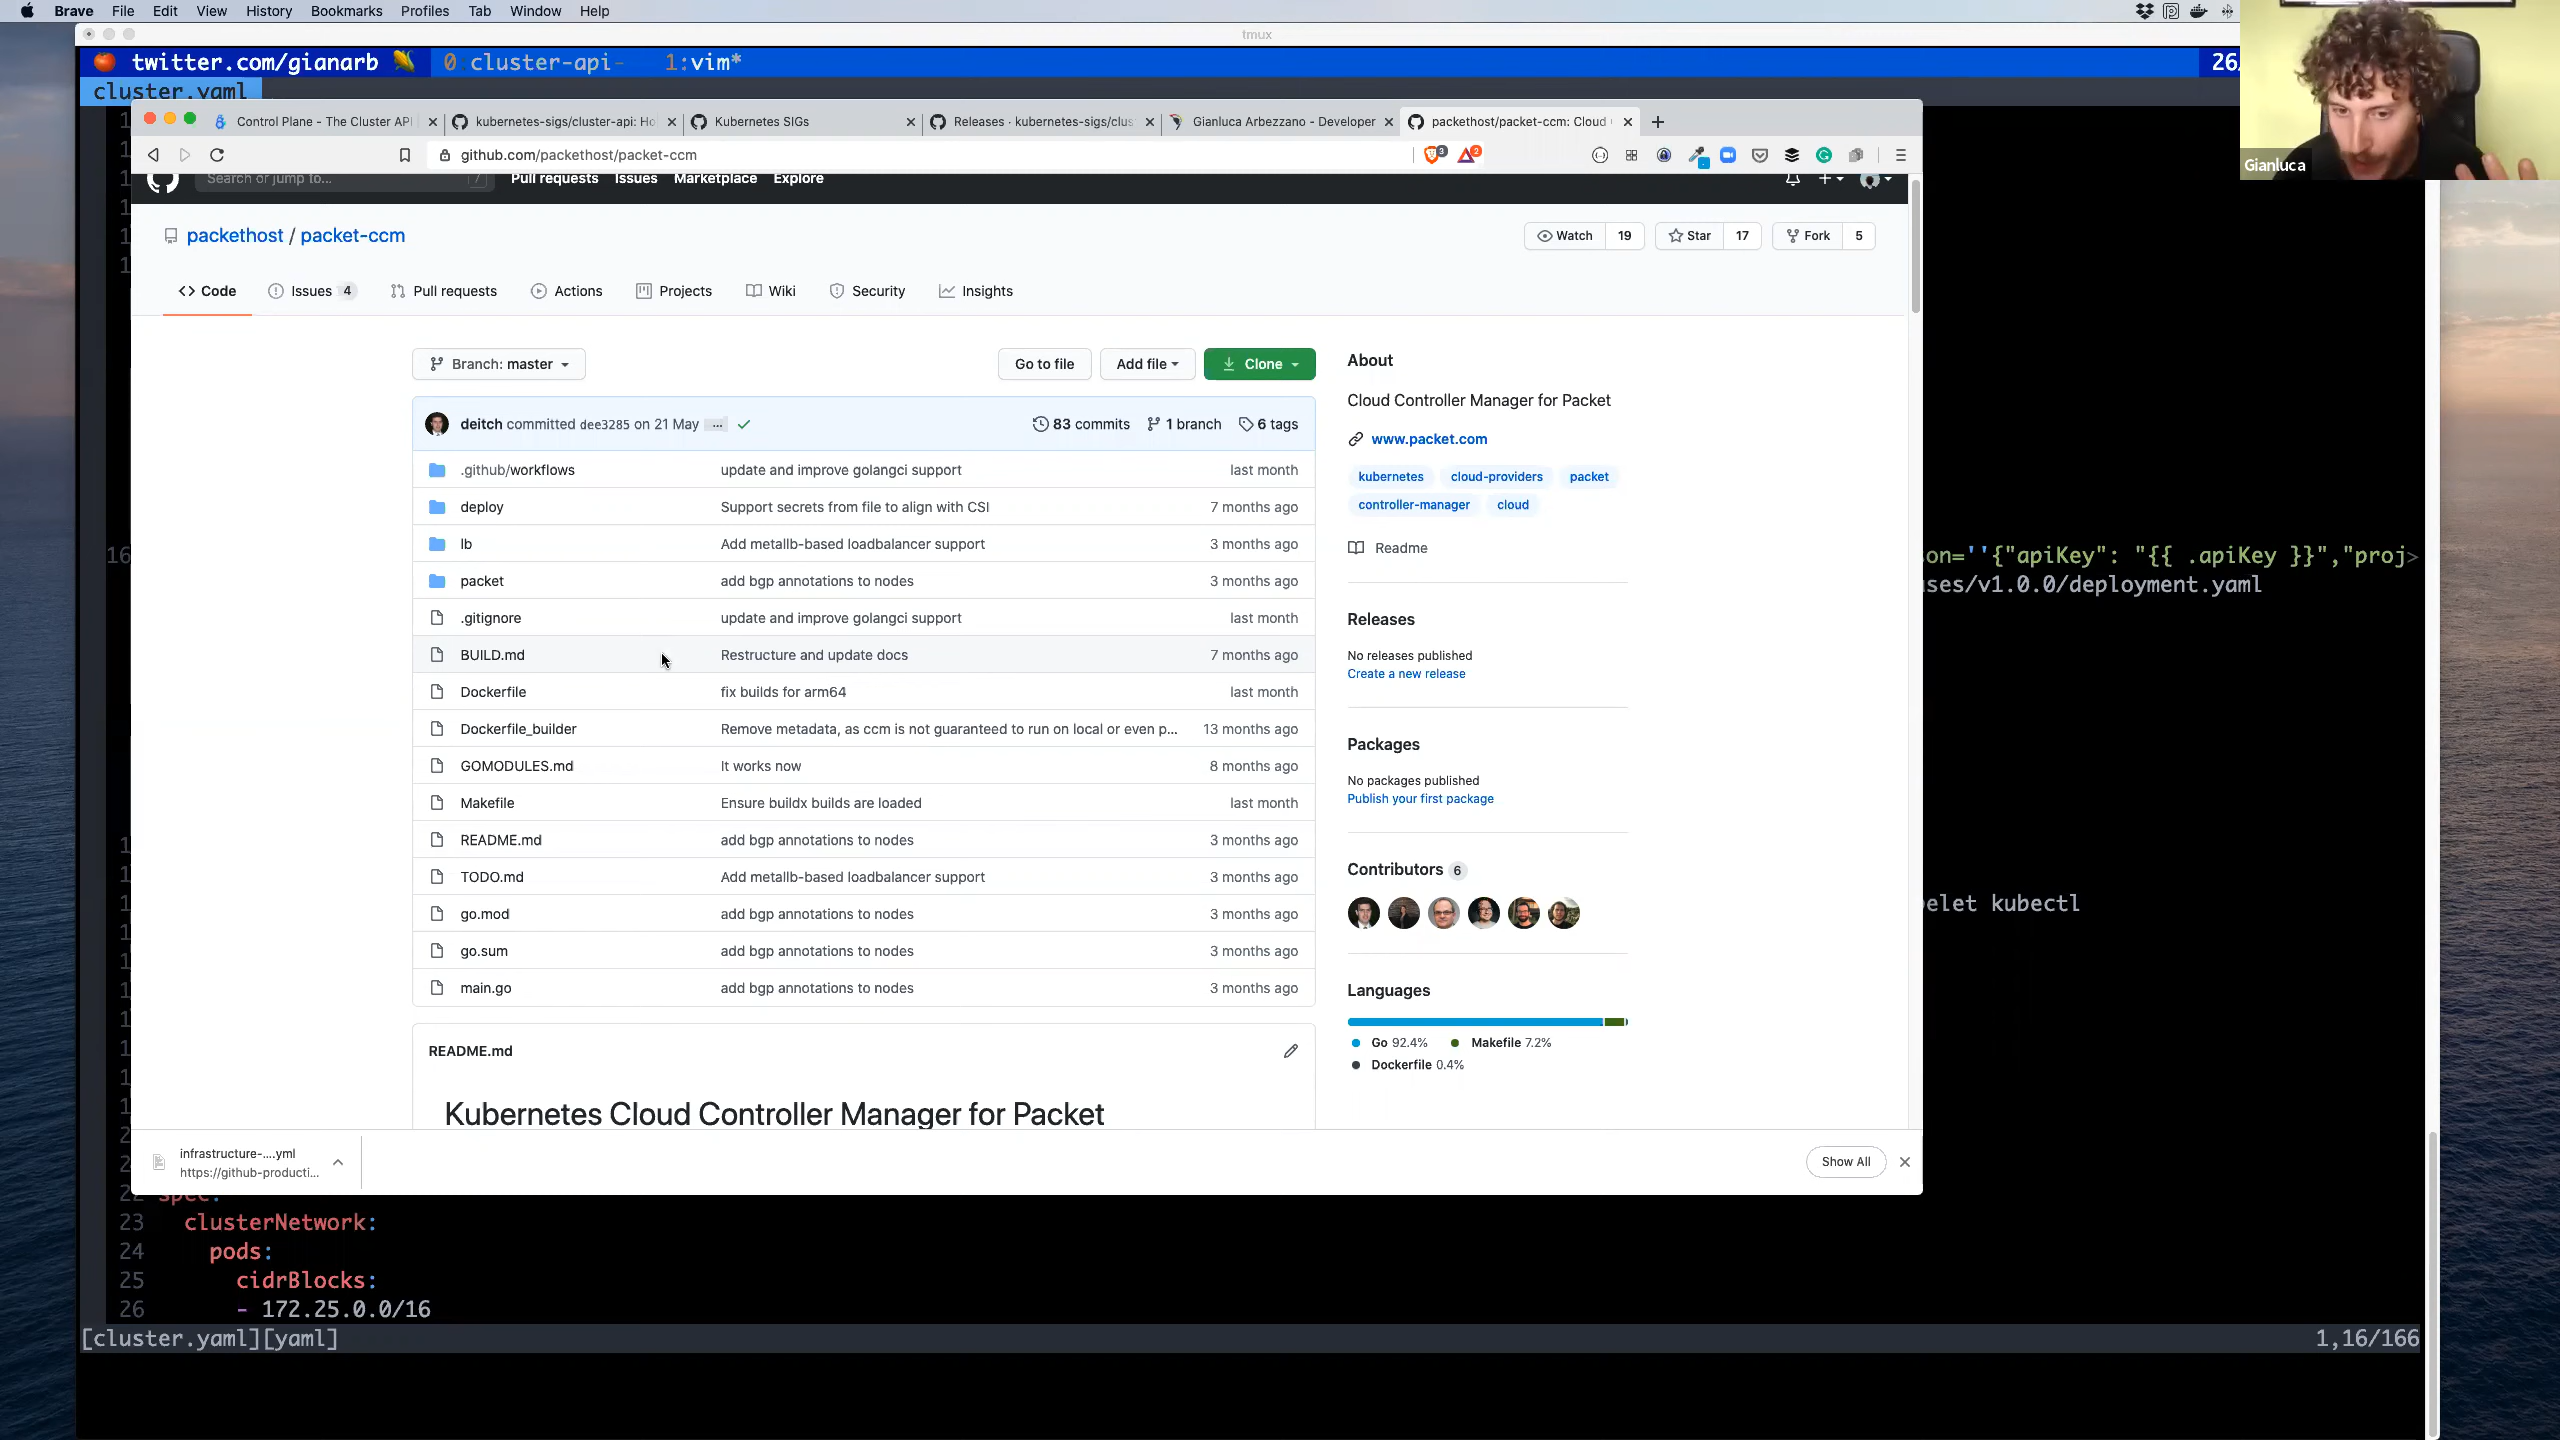 Brave File Edit View History Bookmarks Profiles Tab Window Help
tmux
twitter.com/gianarb 0 cluster-api- 1:vim* 26
cluster.yaml
Gianluca
Control Plane - The Cluster API
kubernetes-sigs/cluster-api: Ho
Kubernetes SIGs
Releases · kubernetes-sigs/clus
Gianluca Arbezzano - Developer
packethost/packet-ccm: Cloud
github.com/packethost/packet-ccm
3 2
Search or jump to... /
Pull requests Issues Marketplace Explore
packethost / packet-ccm
Watch 19 Star 17 Fork 5
Code Issues 4 Pull requests Actions Projects Wiki Security Insights
Branch: master
Go to file Add file Clone
deitch committed dee3285 on 21 May ... 83 commits 1 branch 6 tags
.github/workflows update and improve golangci support last month
deploy Support secrets from file to align with CSI 7 months ago
lb Add metallb-based loadbalancer support 3 months ago
packet add bgp annotations to nodes 3 months ago
.gitignore update and improve golangci support last month
BUILD.md Restructure and update docs 7 months ago
Dockerfile fix builds for arm64 last month
Dockerfile_builder Remove metadata, as ccm is not guaranteed to run on local or even p... 13 months ago
GOMODULES.md It works now 8 months ago
Makefile Ensure buildx builds are loaded last month
README.md add bgp annotations to nodes 3 months ago
TODO.md Add metallb-based loadbalancer support 3 months ago
go.mod add bgp annotations to nodes 3 months ago
go.sum add bgp annotations to nodes 3 months ago
main.go add bgp annotations to nodes 3 months ago
README.md
Kubernetes Cloud Controller Manager for Packet
About
Cloud Controller Manager for Packet
www.packet.com
kubernetes cloud-providers packet
controller-manager cloud
Readme
Releases
No releases published
Create a new release
Packages
No packages published
Publish your first package
Contributors 6
Languages
Go 92.4% Makefile 7.2%
Dockerfile 0.4%
16
on=''{"apiKey": "{{ .apiKey }}","proj>
ses/v1.0.0/deployment.yaml
elet kubectl
infrastructure-....yml
https://github-producti...
Show All
22 spec:
23 clusterNetwork:
24 pods:
25 cidrBlocks:
26 - 172.25.0.0/16
[cluster.yaml][yaml] 1,16/166